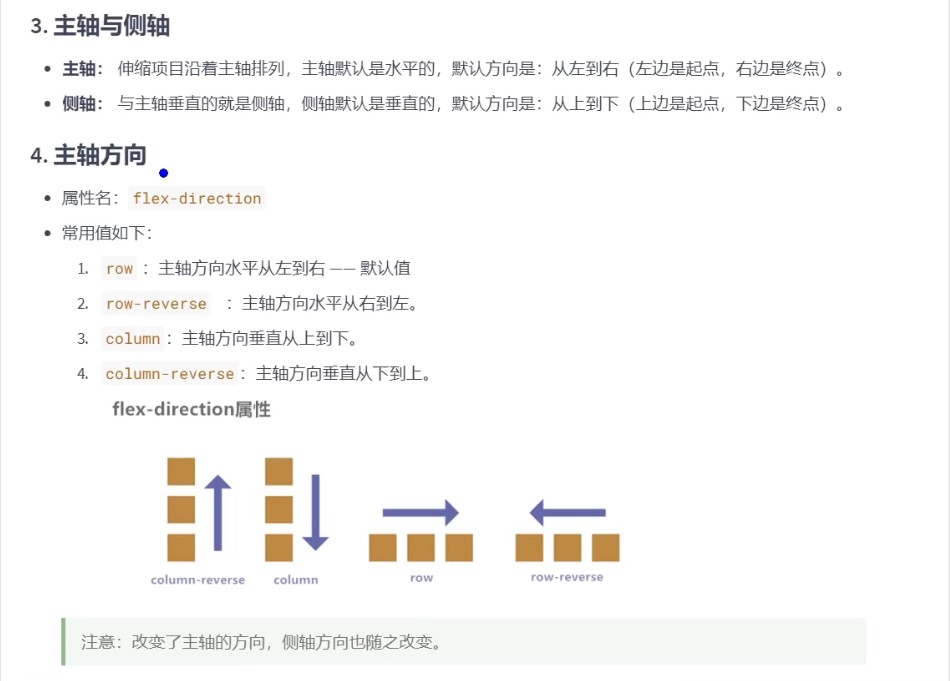 3. 主轴与侧轴
主轴： 伸缩项目沿着主轴排列，主轴默认是水平的，默认方向是：从左到右（左边是起点，右边是终点）。
侧轴： 与主轴垂直的就是侧轴，侧轴默认是垂直的，默认方向是：从上到下（上边是起点，下边是终点）。
4. 主轴方向
属性名： flex-direction
常用值如下：
1. row ：主轴方向水平从左到右 —— 默认值
2. row-reverse ：主轴方向水平从右到左。
3. column ：主轴方向垂直从上到下。
4. column-reverse ：主轴方向垂直从下到上。
flex-direction属性
column-reverse column row row-reverse
注意：改变了主轴的方向，侧轴方向也随之改变。